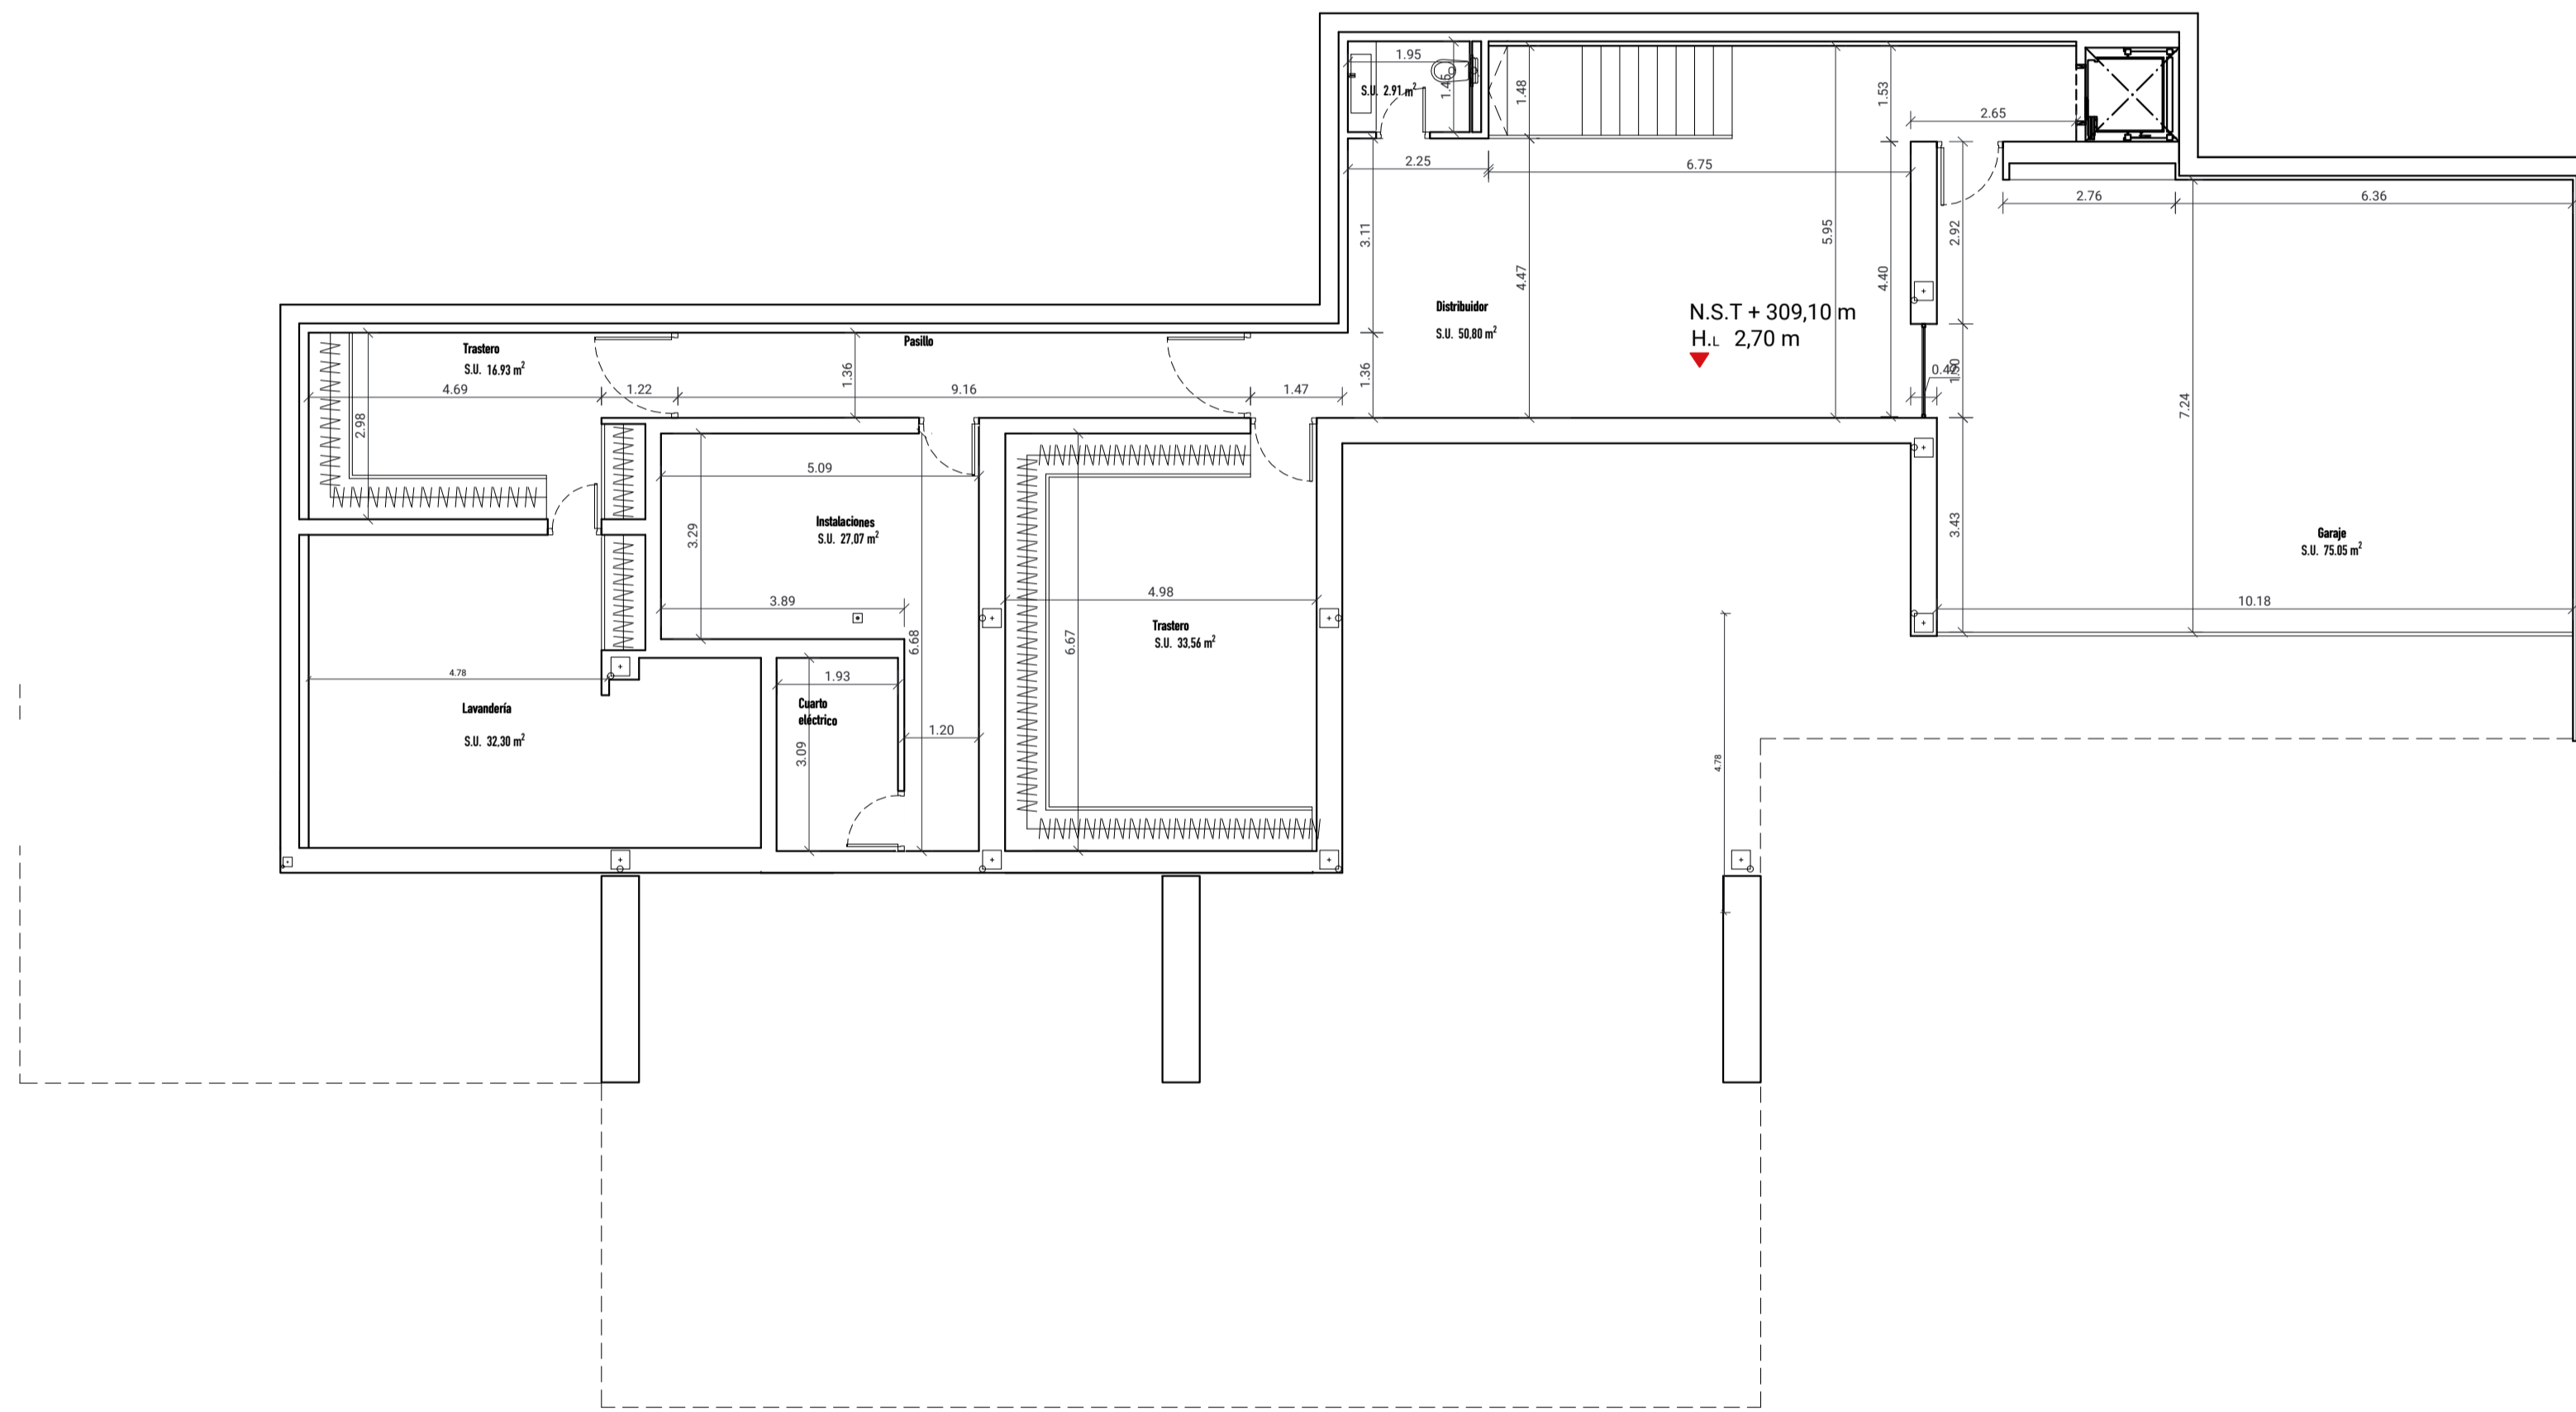 1.95
1.45
S.U. 2.91 m²
1.48
1.53
2.65
2.25
6.75
2.76
6.36
3.11
4.47
5.95
4.40
2.92
Distribuidor
S.U. 50,80 m²
N.S.T + 309,10 m
H.L 2,70 m
Trastero
S.U. 16.93 m²
Pasillo
1.36
1.36
0.42
4.69
1.22
9.16
1.47
2.98
7.24
5.09
Instalaciones
S.U. 27,07 m²
3.29
3.43
Garaje
S.U. 75.05 m²
3.89
4.98
10.18
6.68
6.67
Trastero
S.U. 33,56 m²
4.78
1.93
Lavandería
S.U. 32,30 m²
Cuarto
eléctrico
1.20
3.09
4.78